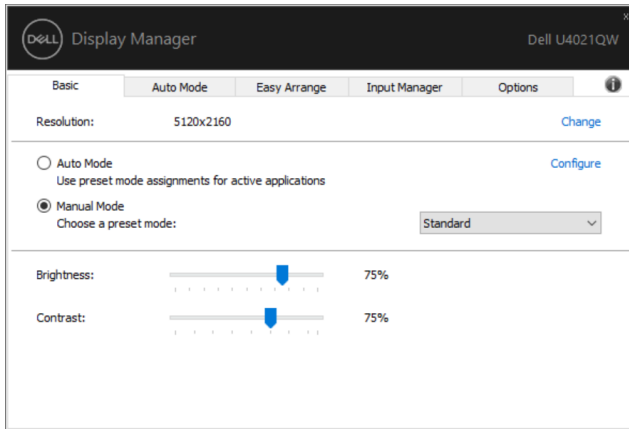 DELL Display Manager
Dell U4021QW
Basic Auto Mode Easy Arrange Input Manager Options
Resolution: 5120x2160 Change
Auto Mode Configure
Use preset mode assignments for active applications
Manual Mode
Choose a preset mode: Standard
Brightness: 75%
Contrast: 75%